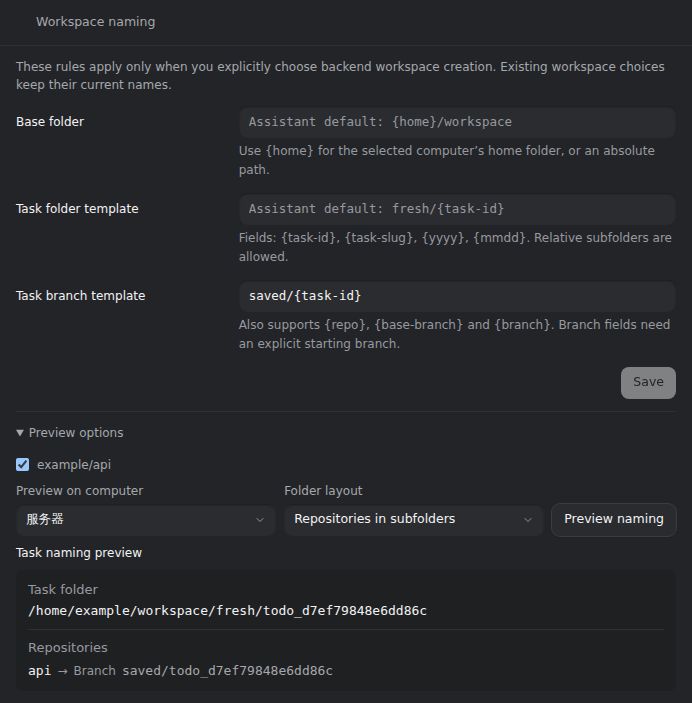 Workspace naming
These rules apply only when you explicitly choose backend workspace creation. Existing workspace choices
keep their current names.
Base folder
Assistant default: {home}/workspace
Use {home} for the selected computer’s home folder, or an absolute
path.
Task folder template
Assistant default: fresh/{task-id}
Fields: {task-id}, {task-slug}, {yyyy}, {mmdd}. Relative subfolders are
allowed.
Task branch template
saved/{task-id}
Also supports {repo}, {base-branch} and {branch}. Branch fields need
an explicit starting branch.
Save
▼ Preview options
example/api
Preview on computer
Folder layout
服务器
Repositories in subfolders
Preview naming
Task naming preview
Task folder
/home/example/workspace/fresh/todo_d7ef79848e6dd86c
Repositories
api → Branch saved/todo_d7ef79848e6dd86c